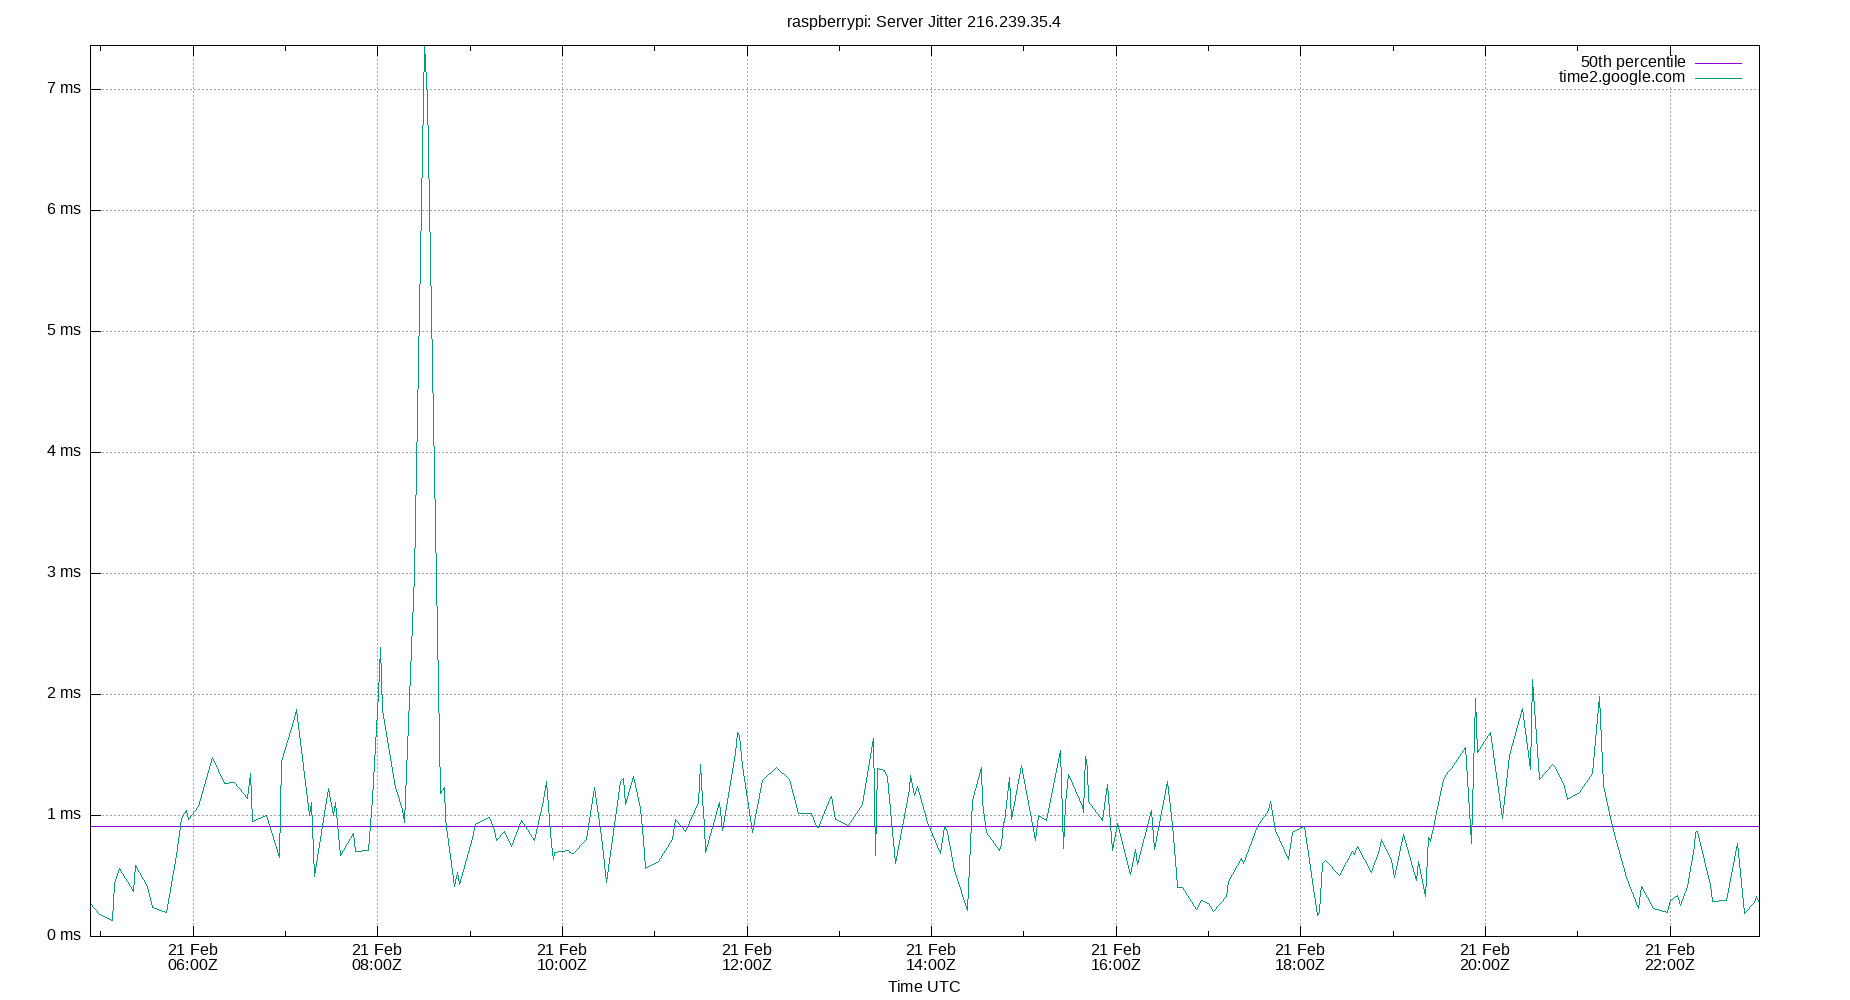 raspberrypi: Server Jitter 216.239.35.4
50th percentile
time2.google.com
7 ms
6 ms
5 ms
4 ms
3 ms
2 ms
1 ms
0 ms
21 Feb 21 Feb 21 Feb 21 Feb 21 Feb 21 Feb 21 Feb 21 Feb 21 Feb
06:00Z 08:00Z 10:00Z 12:00Z 14:00Z 16:00Z 18:00Z 20:00Z 22:00Z
Time UTC